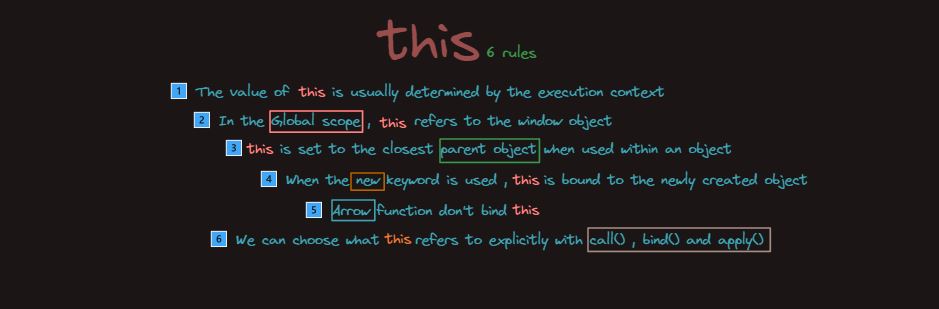 this 6 rules
1 The value of this is usually determined by the execution context
2 In the Global scope , this refers to the window object
3 this is set to the closest parent object when used within an object
4 When the new keyword is used , this is bound to the newly created object
5 Arrow function don't bind this
6 We can choose what this refers to explicitly with call() , bind() and apply()